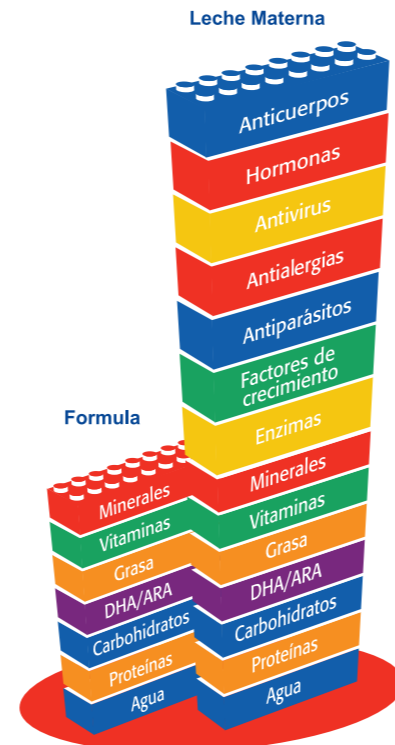 Leche Materna
Anticuerpos
Hormonas
Antivirus
Antialergias
Antiparásitos
Factores de
crecimiento
Enzimas
Minerales
Vitaminas
Grasa
DHA/ARA
Carbohidratos
Proteínas
Agua
Formula
Minerales
Vitaminas
Grasa
DHA/ARA
Carbohidratos
Proteínas
Agua